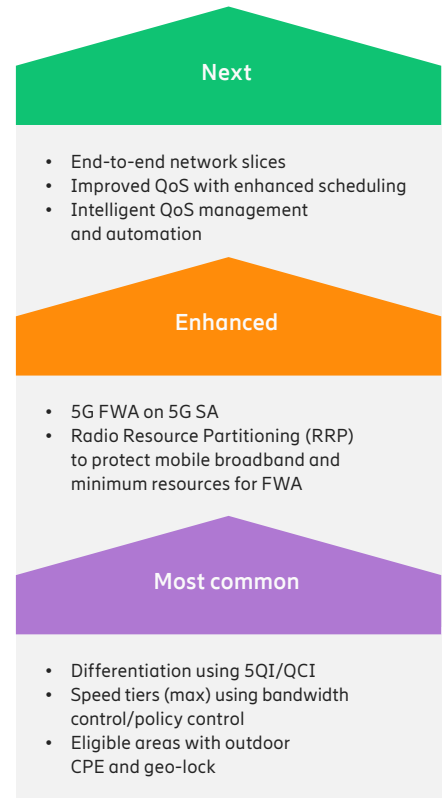 Next
• End-to-end network slices
• Improved QoS with enhanced scheduling
• Intelligent QoS management
and automation
Enhanced
• 5G FWA on 5G SA
• Radio Resource Partitioning (RRP)
to protect mobile broadband and
minimum resources for FWA
Most common
• Differentiation using 5QI/QCI
• Speed tiers (max) using bandwidth
control/policy control
• Eligible areas with outdoor
CPE and geo-lock